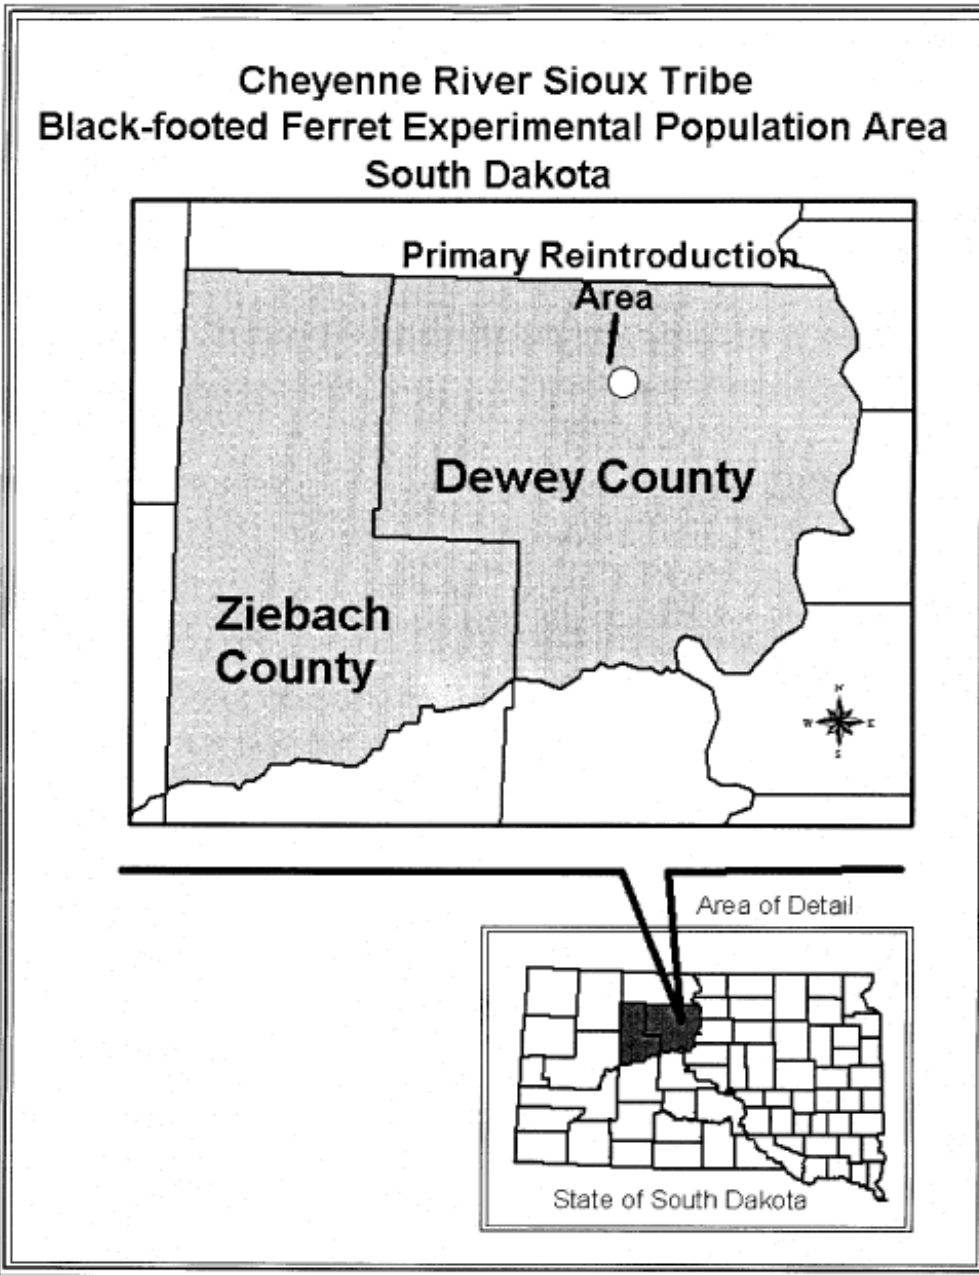 Cheyenne River Sioux Tribe
Black-footed Ferret Experimental Population Area
South Dakota
Primary Reintroduction
Area
Dewey County
Ziebach
County
N
W E
S
Area of Detail
State of South Dakota